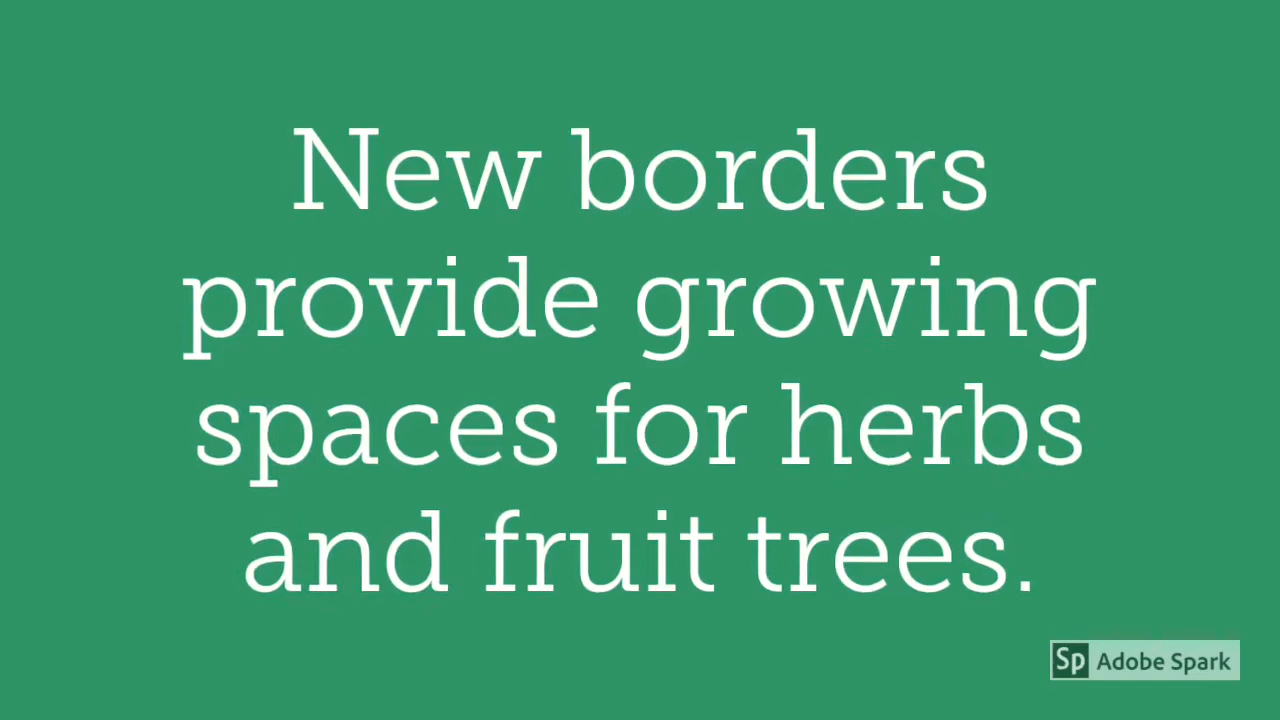 New borders
provide growing
spaces for herbs
and fruit trees.
Sp Adobe Spark